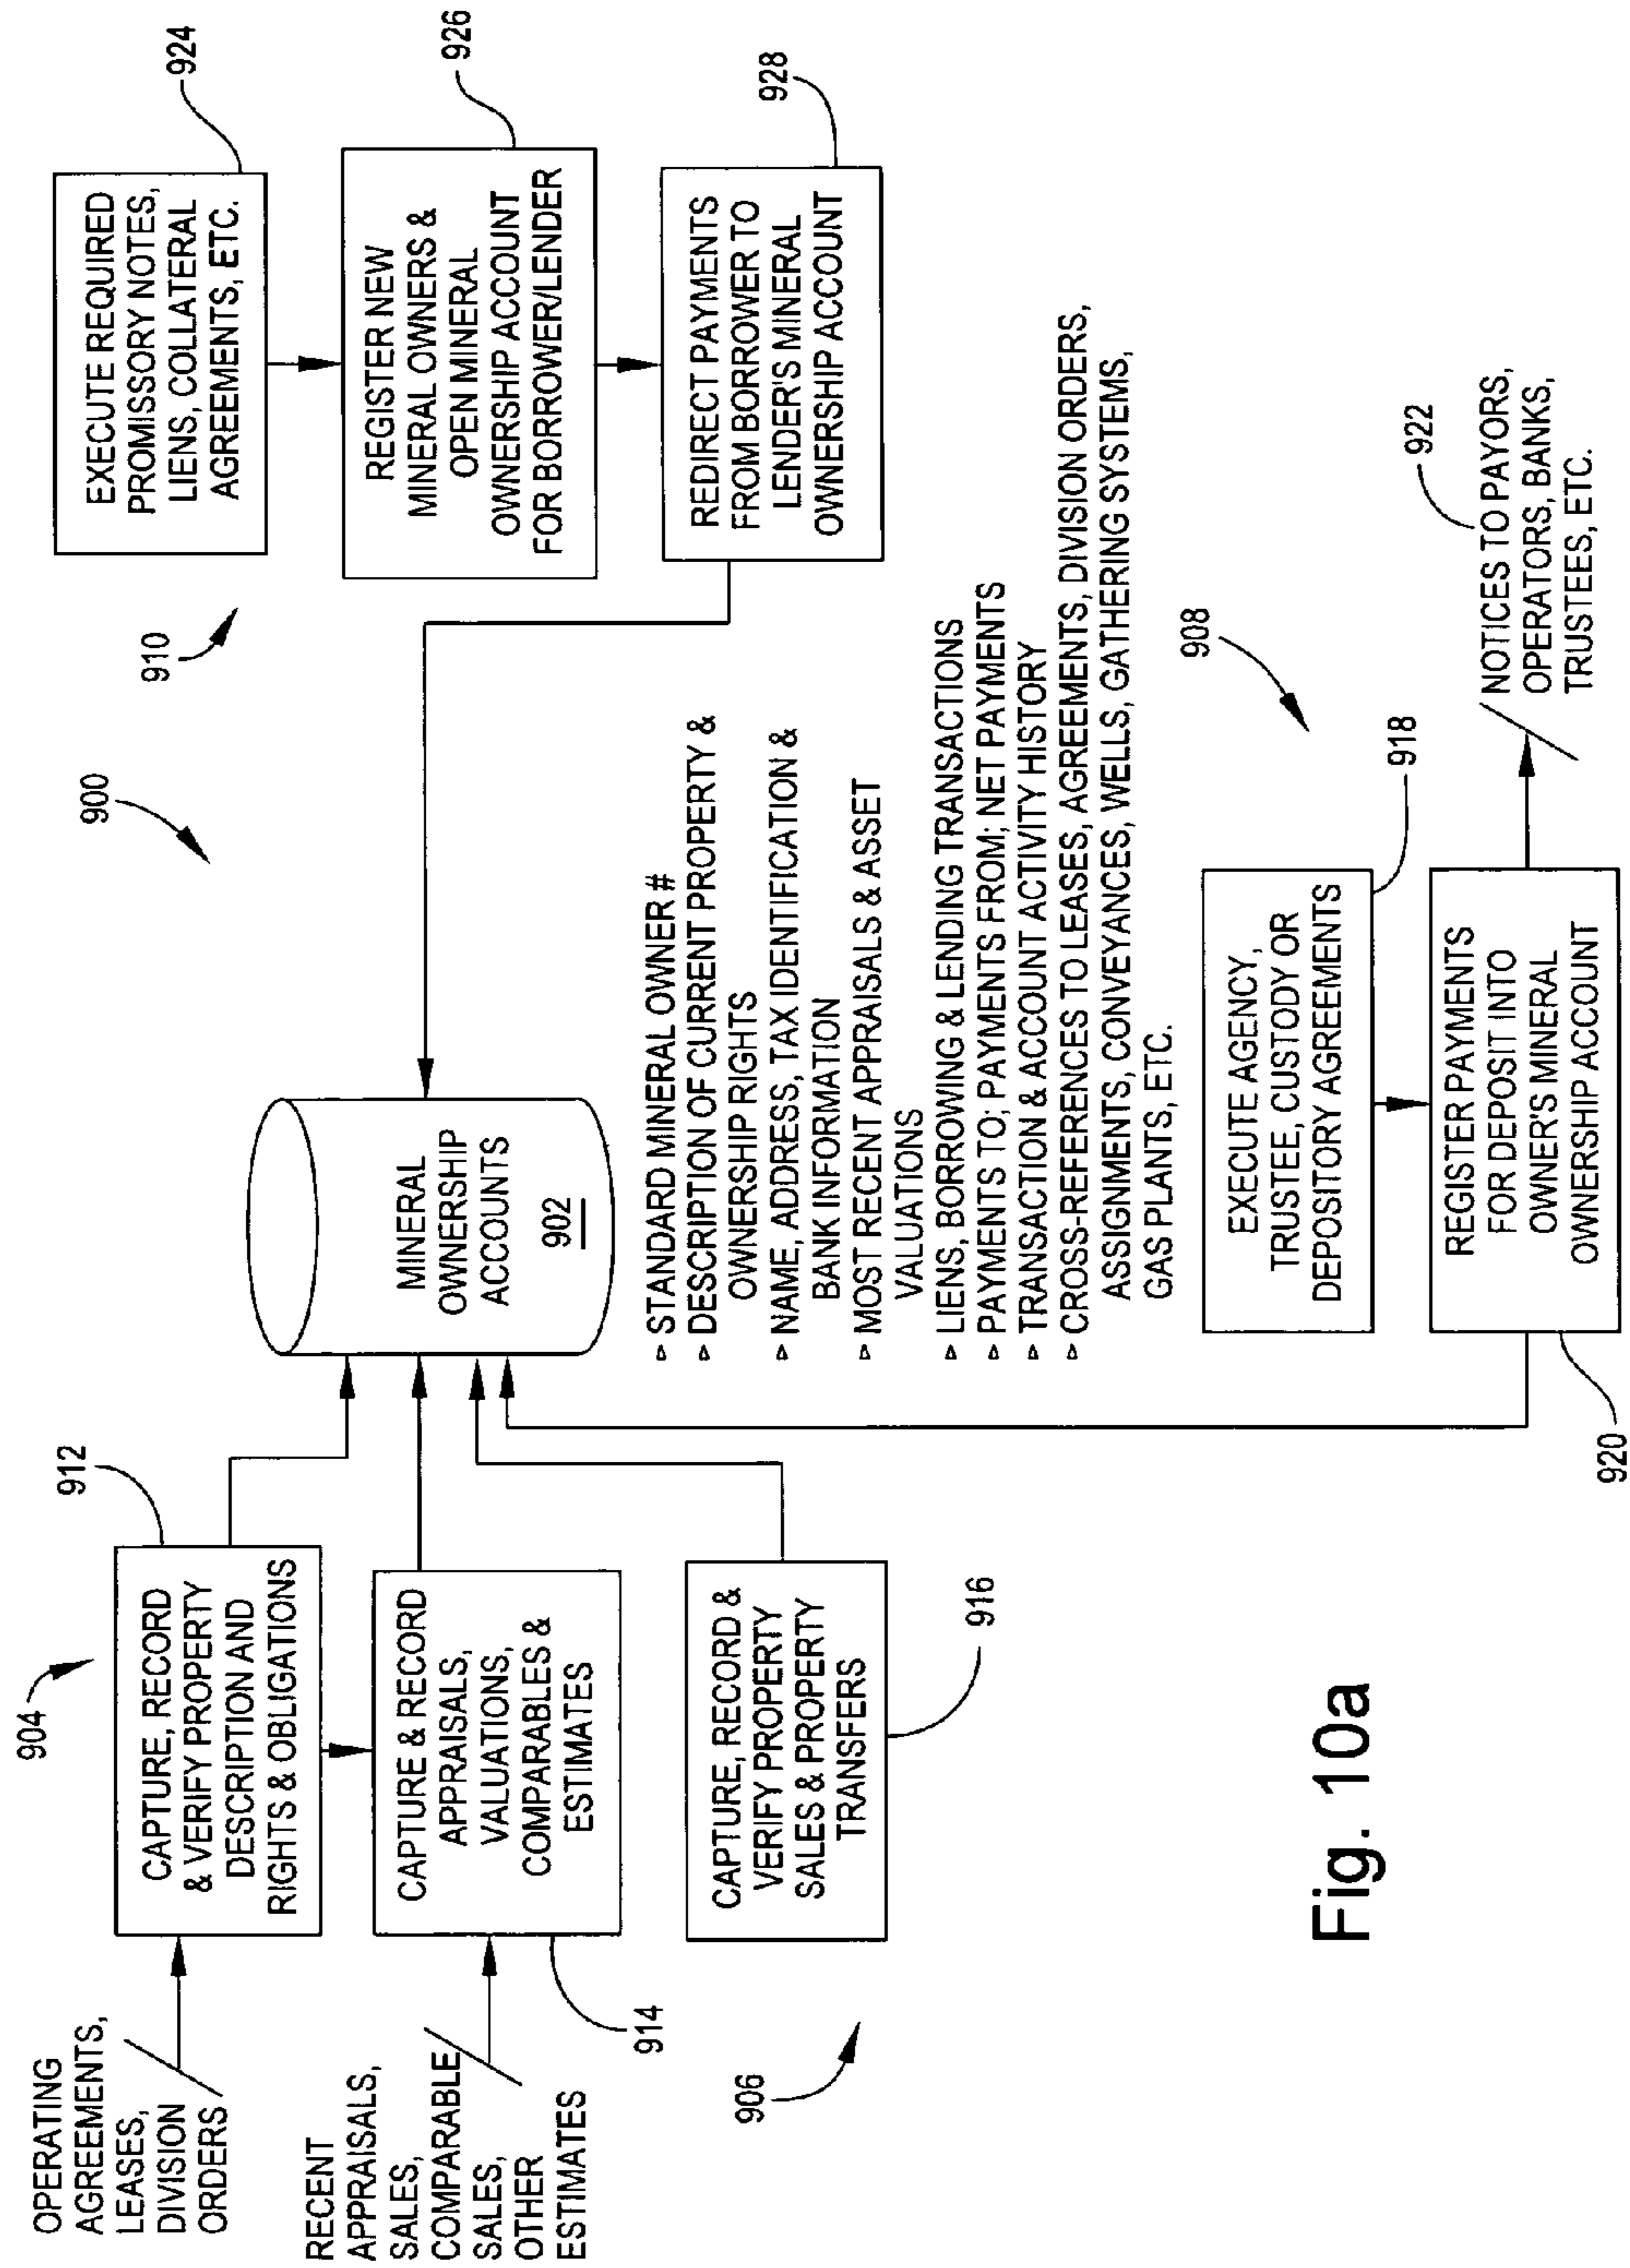 OPERATING
AGREEMENTS,
LEASES,
DIVISION
ORDERS
904
912
CAPTURE, RECORD
& VERIFY PROPERTY
DESCRIPTION AND
RIGHTS & OBLIGATIONS
RECENT
APPRAISALS,
SALES,
COMPARABLE
SALES,
OTHER
ESTIMATES
CAPTURE & RECORD
APPRAISALS,
VALUATIONS,
COMPARABLES &
ESTIMATES
914
906
CAPTURE, RECORD &
VERIFY PROPERTY
SALES & PROPERTY
TRANSFERS
916
900
MINERAL
OWNERSHIP
ACCOUNTS
902
▹ STANDARD MINERAL OWNER #
▹ DESCRIPTION OF CURRENT PROPERTY &
OWNERSHIP RIGHTS
▹ NAME, ADDRESS, TAX IDENTIFICATION &
BANK INFORMATION
▹ MOST RECENT APPRAISALS & ASSET
VALUATIONS
▹ LIENS, BORROWING & LENDING TRANSACTIONS
▹ PAYMENTS TO; PAYMENTS FROM; NET PAYMENTS
▹ TRANSACTION & ACCOUNT ACTIVITY HISTORY
▹ CROSS-REFERENCES TO LEASES, AGREEMENTS, DIVISION ORDERS,
ASSIGNMENTS, CONVEYANCES, WELLS, GATHERING SYSTEMS,
GAS PLANTS, ETC.
910
EXECUTE REQUIRED
PROMISSORY NOTES,
LIENS, COLLATERAL
AGREEMENTS, ETC.
924
REGISTER NEW
MINERAL OWNERS &
OPEN MINERAL
OWNERSHIP ACCOUNT
FOR BORROWER/LENDER
926
REDIRECT PAYMENTS
FROM BORROWER TO
LENDER'S MINERAL
OWNERSHIP ACCOUNT
928
908
EXECUTE AGENCY,
TRUSTEE, CUSTODY OR
DEPOSITORY AGREEMENTS
918
REGISTER PAYMENTS
FOR DEPOSIT INTO
OWNER'S MINERAL
OWNERSHIP ACCOUNT
920
922
NOTICES TO PAYORS,
OPERATORS, BANKS,
TRUSTEES, ETC.
Fig. 10a